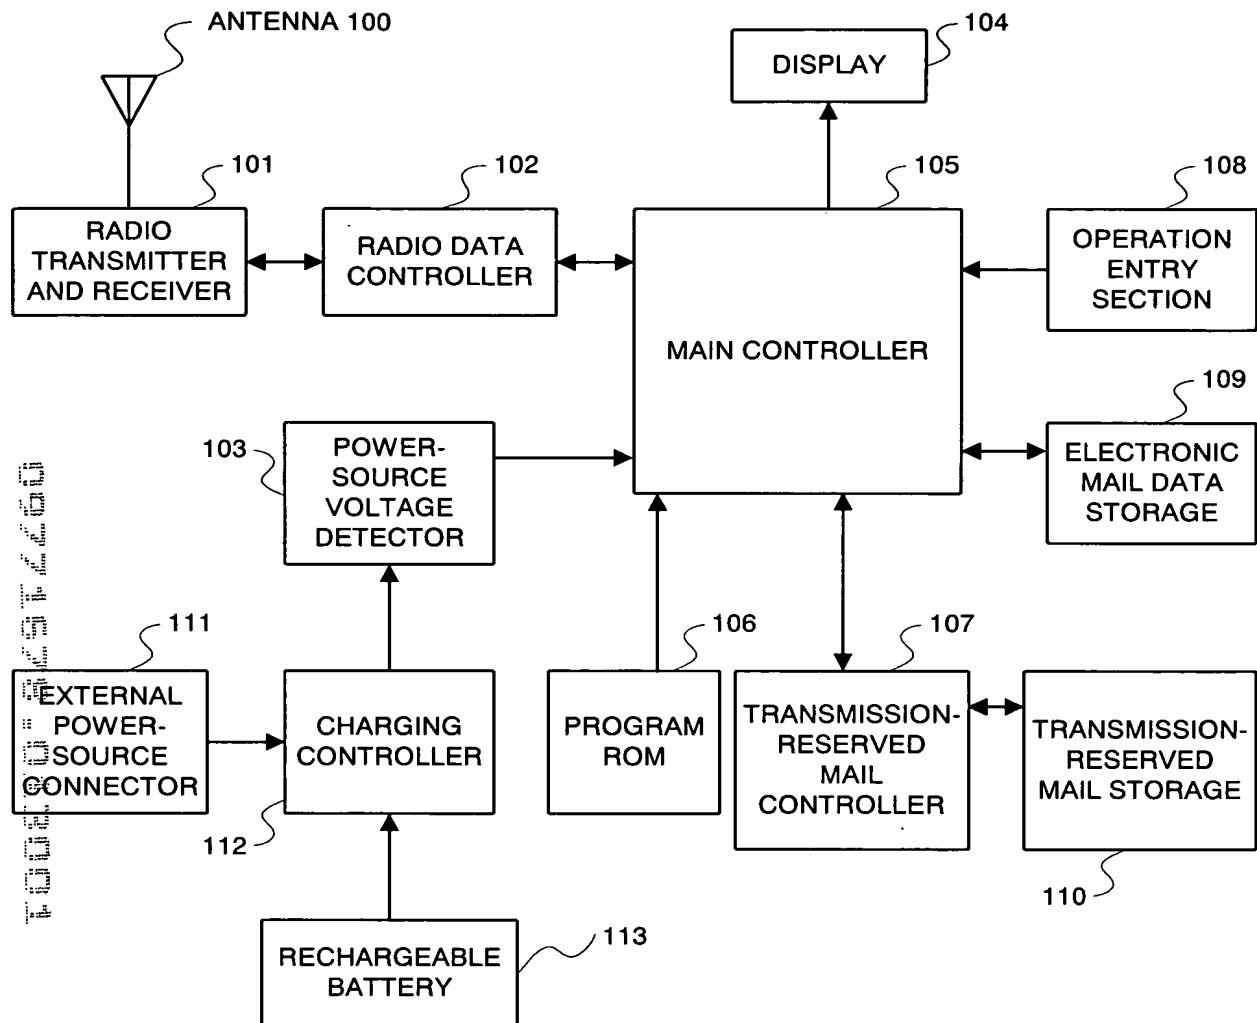 ANTENNA 100
104
DISPLAY
101
102
105
108
RADIO
TRANSMITTER
AND RECEIVER
RADIO DATA
CONTROLLER
MAIN CONTROLLER
OPERATION
ENTRY
SECTION
109
103
POWER-
SOURCE
VOLTAGE
DETECTOR
ELECTRONIC
MAIL DATA
STORAGE
111
106
107
EXTERNAL
POWER-
SOURCE
CONNECTOR
CHARGING
CONTROLLER
PROGRAM
ROM
TRANSMISSION-
RESERVED
MAIL
CONTROLLER
TRANSMISSION-
RESERVED
MAIL STORAGE
112
110
113
RECHARGEABLE
BATTERY